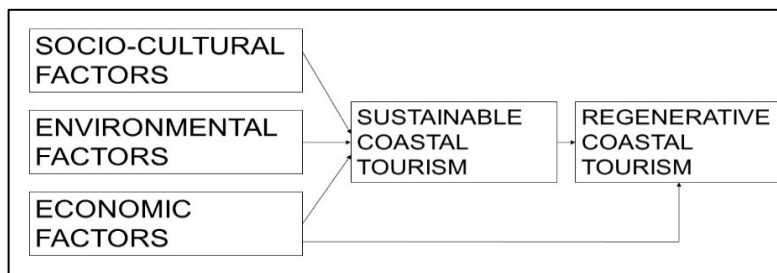 SOCIO-CULTURAL
FACTORS
ENVIRONMENTAL
FACTORS
ECONOMIC
FACTORS
SUSTAINABLE
COASTAL
TOURISM
REGENERATIVE
COASTAL
TOURISM